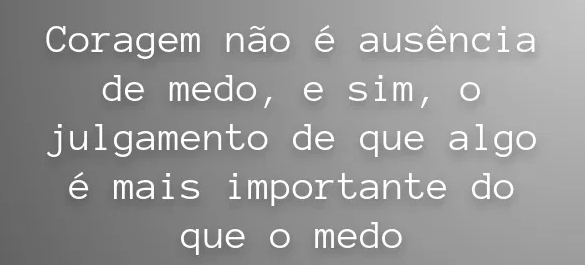 Coragem não é ausência
de medo, e sim, o
julgamento de que algo
é mais importante do
que o medo